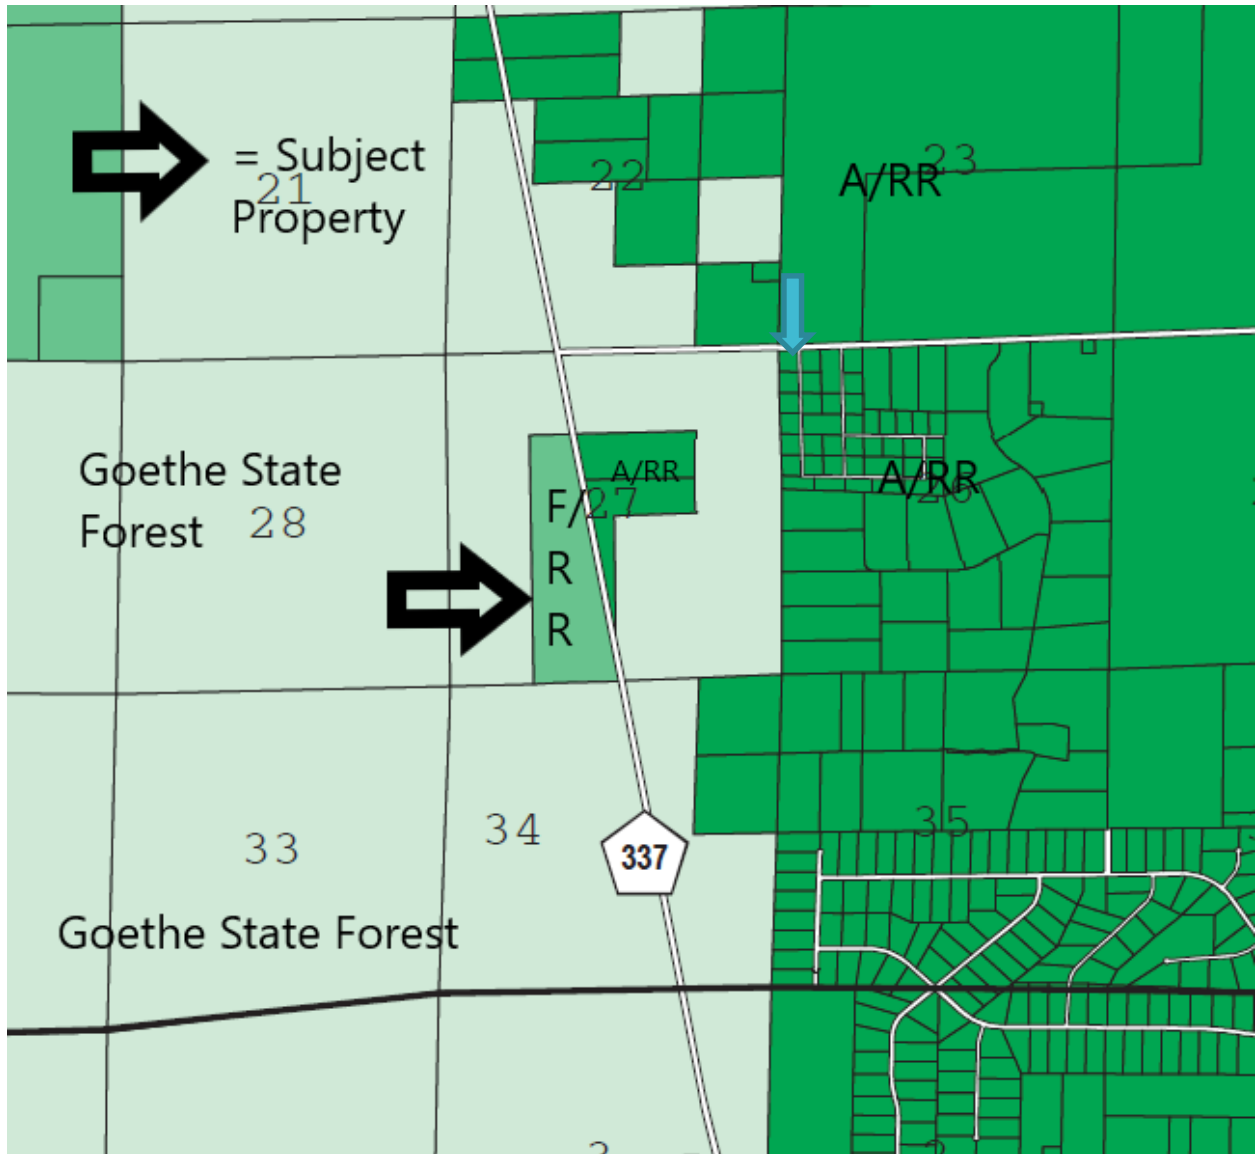 = Subject
21
Property
22
23
A/RR
Goethe State
Forest
28
F/
R
R
27
A/RR
A/RR
26
33
34
337
35
Goethe State Forest